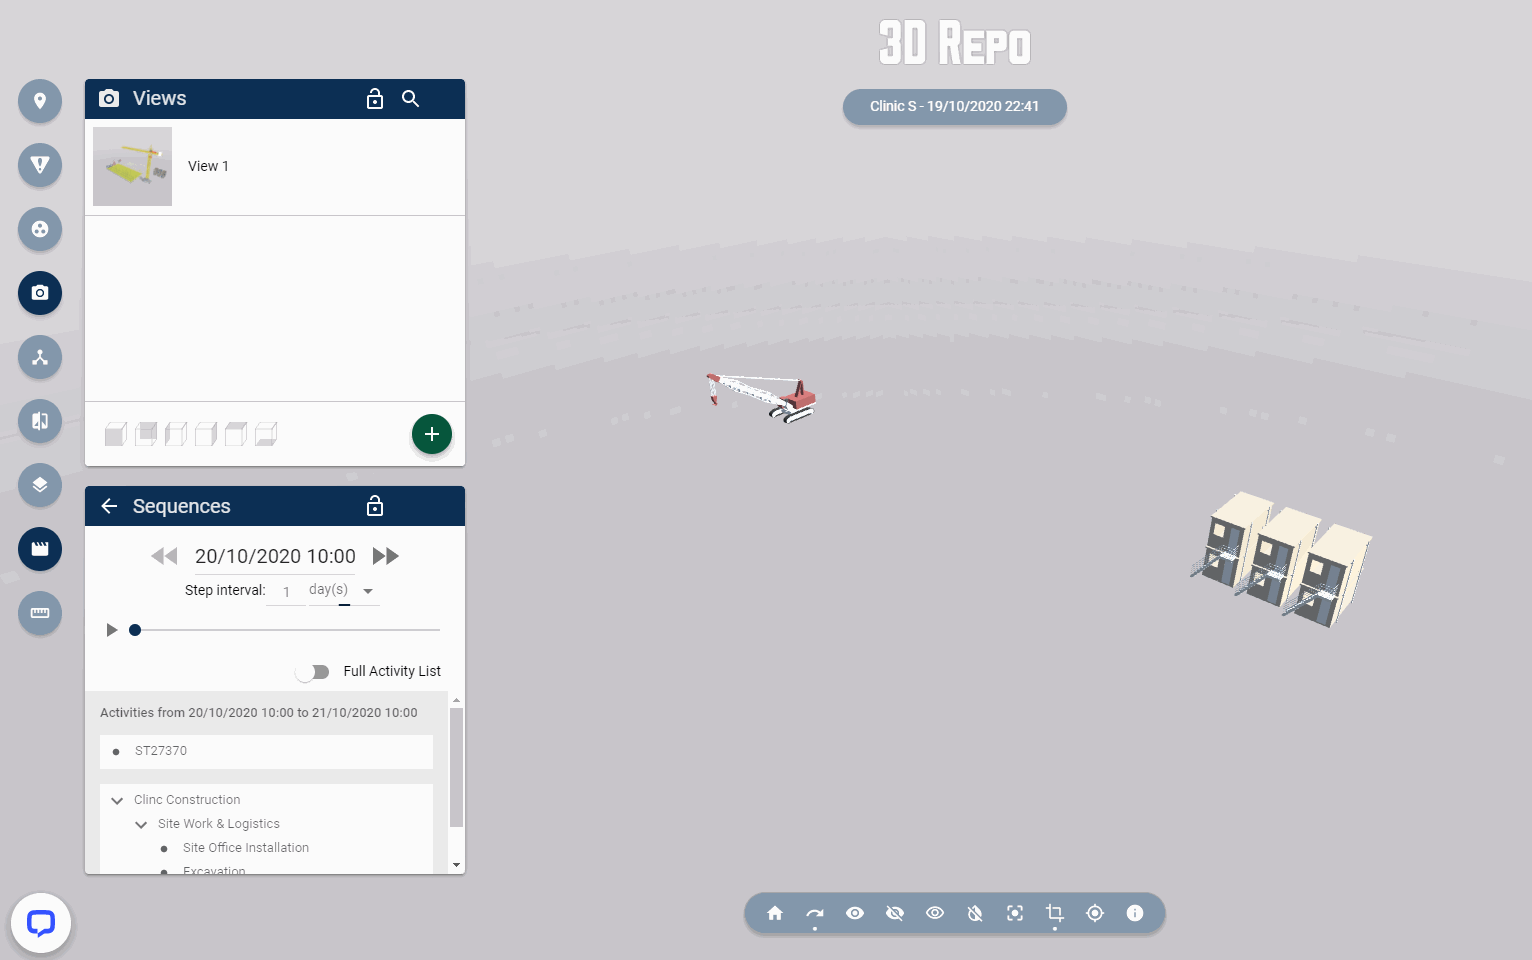 3D Repo
Clinic S - 19/10/2020 22:41
Views
View 1
Sequences
20/10/2020 10:00
Step interval: 1 day(s)
Full Activity List
Activities from 20/10/2020 10:00 to 21/10/2020 10:00
ST27370
Clinc Construction
Site Work & Logistics
Site Office Installation
Excavation